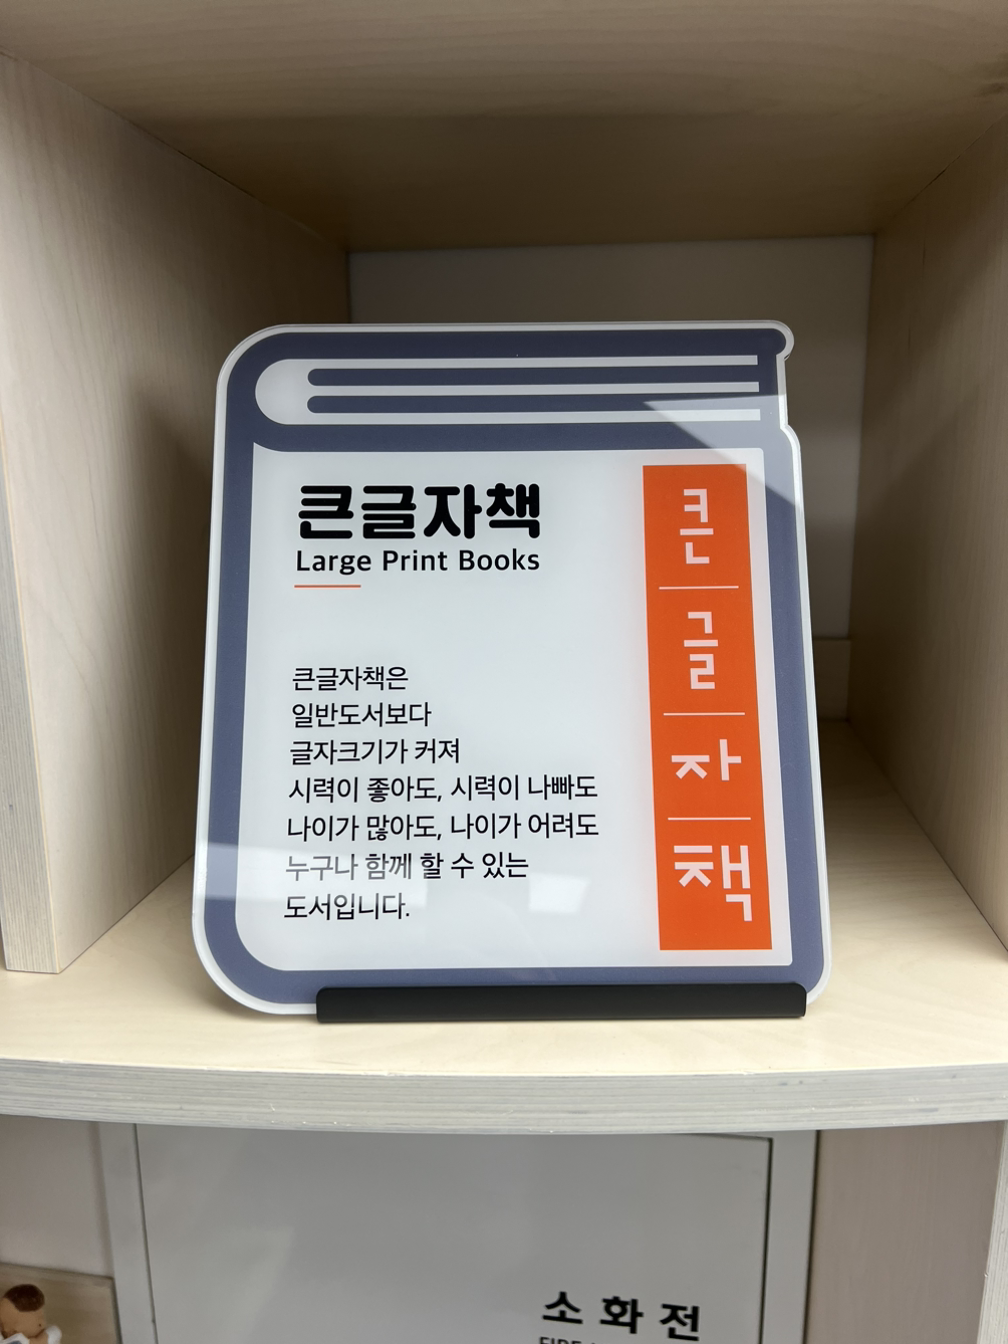 큰글자책
Large Print Books
큰글자책은
일반도서보다
글자크기가 커져
시력이 좋아도, 시력이 나빠도
나이가 많아도, 나이가 어려도
누구나 함께 할 수 있는
도서입니다.
큰
글
자
책
소화전